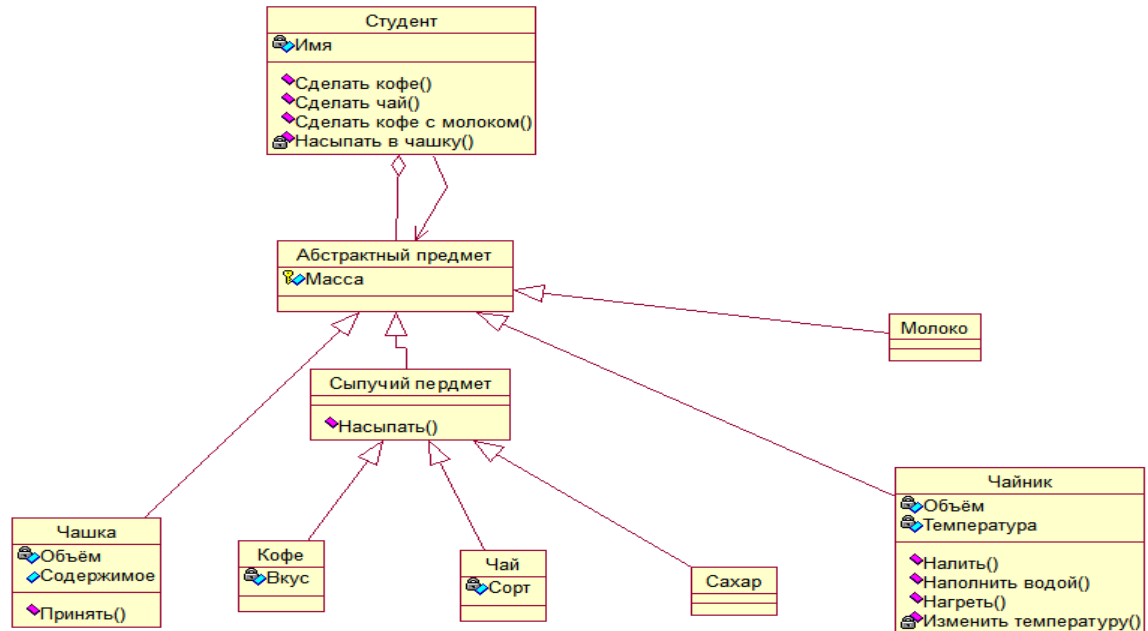 Студент
Имя
Сделать кофе()
Сделать чай()
Сделать кофе с молоком()
Насыпать в чашку()
Абстрактный предмет
Масса
Молоко
Сыпучий пердмет
Насыпать()
Чашка
Объём
Содержимое
Принять()
Кофе
Вкус
Чай
Сорт
Сахар
Чайник
Объём
Температура
Налить()
Наполнить водой()
Нагреть()
Изменить температуру()